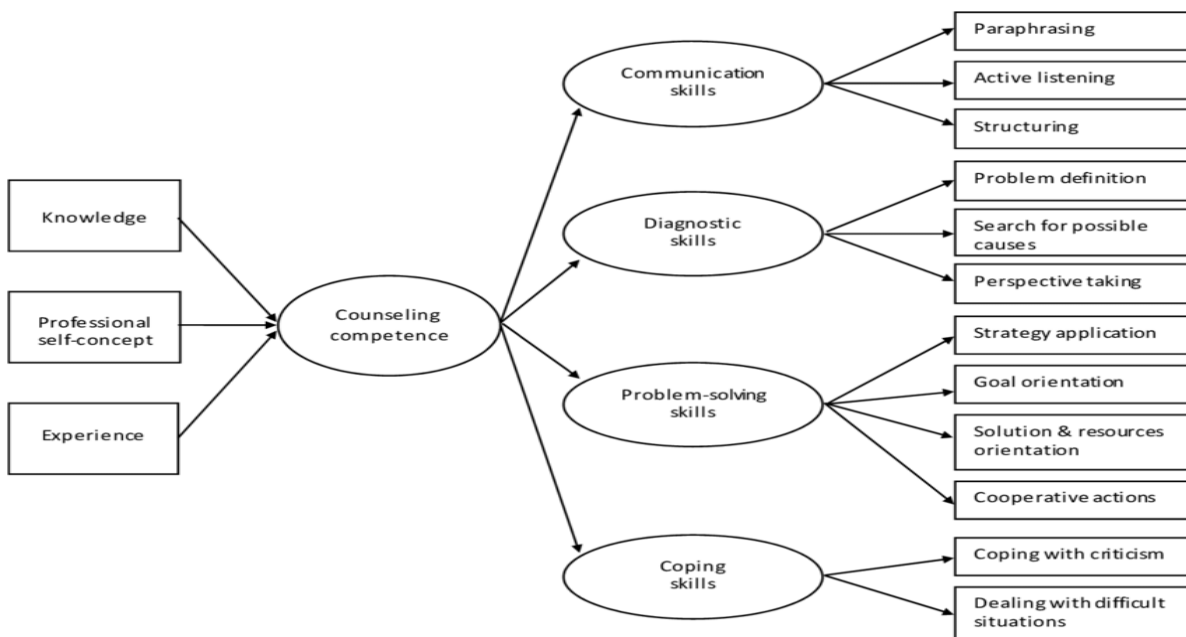 Knowledge
Professional
self-concept
Experience
Counseling
competence
Communication
skills
Diagnostic
skills
Problem-solving
skills
Coping
skills
Paraphrasing
Active listening
Structuring
Problem definition
Search for possible
causes
Perspective taking
Strategy application
Goal orientation
Solution & resources
orientation
Cooperative actions
Coping with criticism
Dealing with difficult
situations